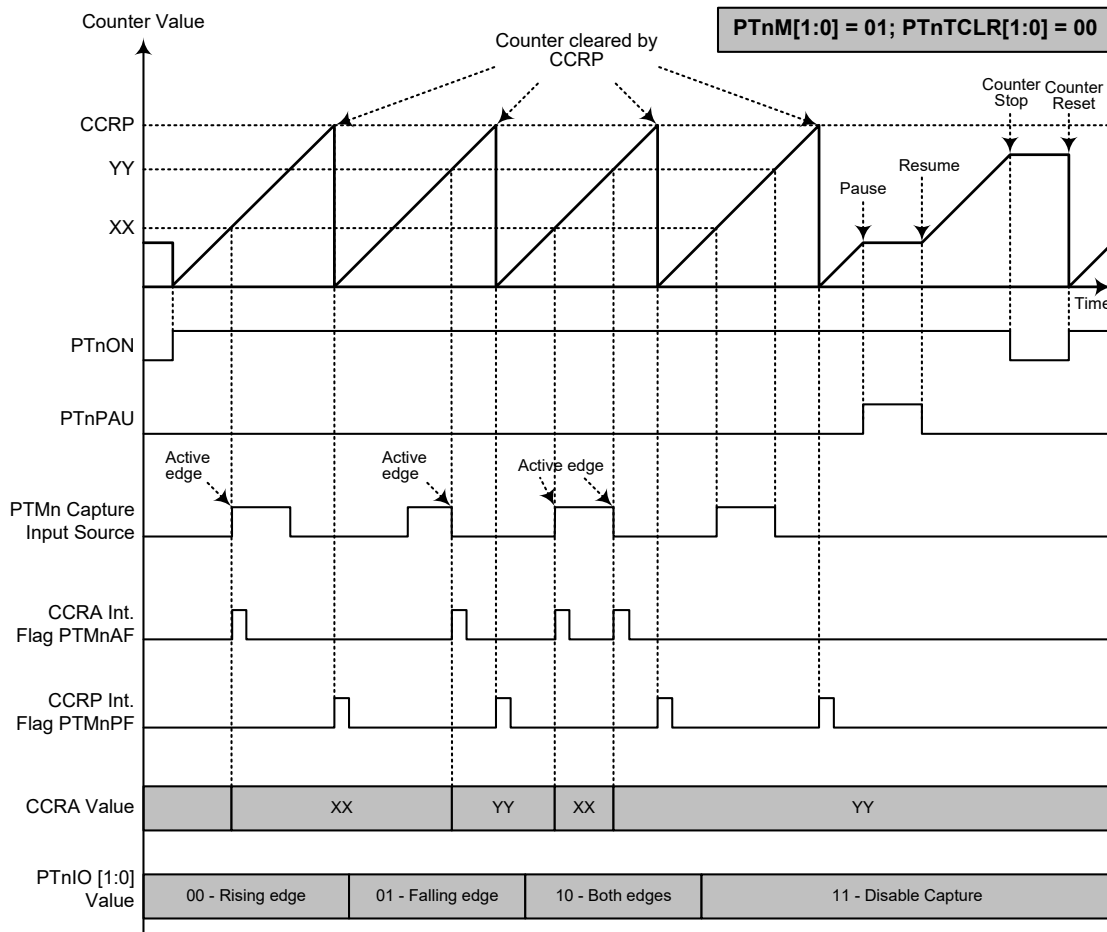 Counter Value
PTnM[1:0] = 01; PTnTCLR[1:0] = 00
Counter cleared by
CCRP
Counter
Stop
Counter
Reset
CCRP
YY
XX
Pause
Resume
Time
PTnON
PTnPAU
Active
edge
Active
edge
Active edge
PTMn Capture
Input Source
CCRA Int.
Flag PTMnAF
CCRP Int.
Flag PTMnPF
CCRA Value
XX
YY
XX
YY
PTnIO [1:0]
Value
00 - Rising edge
01 - Falling edge
10 - Both edges
11 - Disable Capture